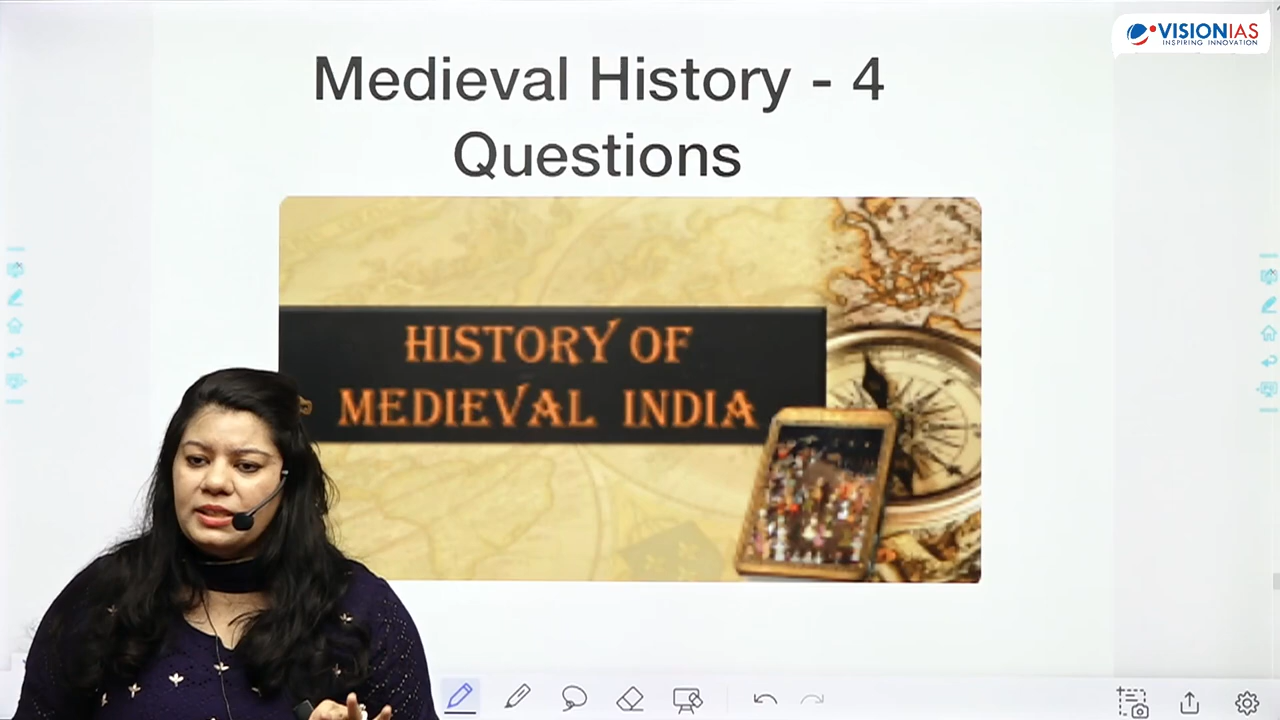 VISIONIAS
INSPIRING INNOVATION
Medieval History - 4
Questions
HISTORY OF
MEDIEVAL INDIA